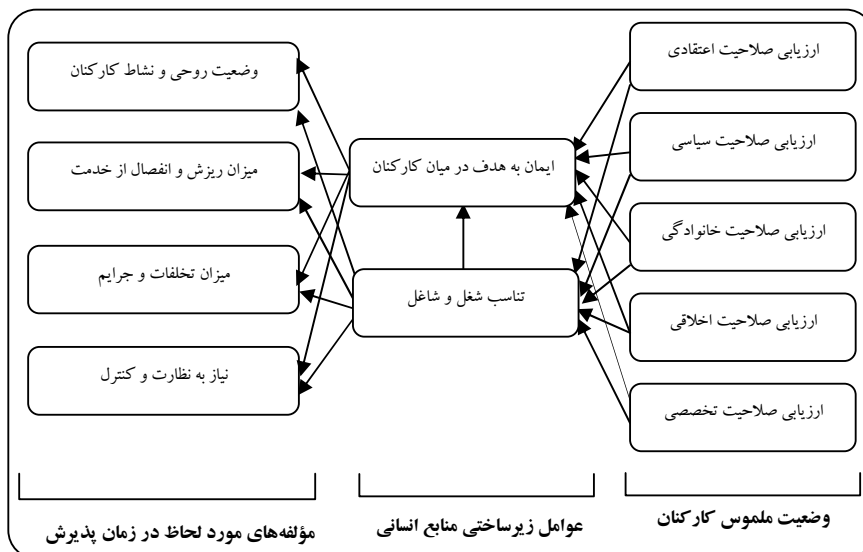 ارزیابی صلاحیت اعتقادی
ارزیابی صلاحیت سیاسی
ارزیابی صلاحیت خانوادگی
ارزیابی صلاحیت اخلاقی
ارزیابی صلاحیت تخصصی
وضعیت ملموس کارکنان
ایمان به هدف در میان کارکنان
تناسب شغل و شاغل
عوامل زیرساختی منابع انسانی
وضعیت روحی و نشاط کارکنان
میزان ریزش و انفصال از خدمت
میزان تخلفات و جرایم
نیاز به نظارت و کنترل
مؤلفه‌های مورد لحاظ در زمان پذیرش